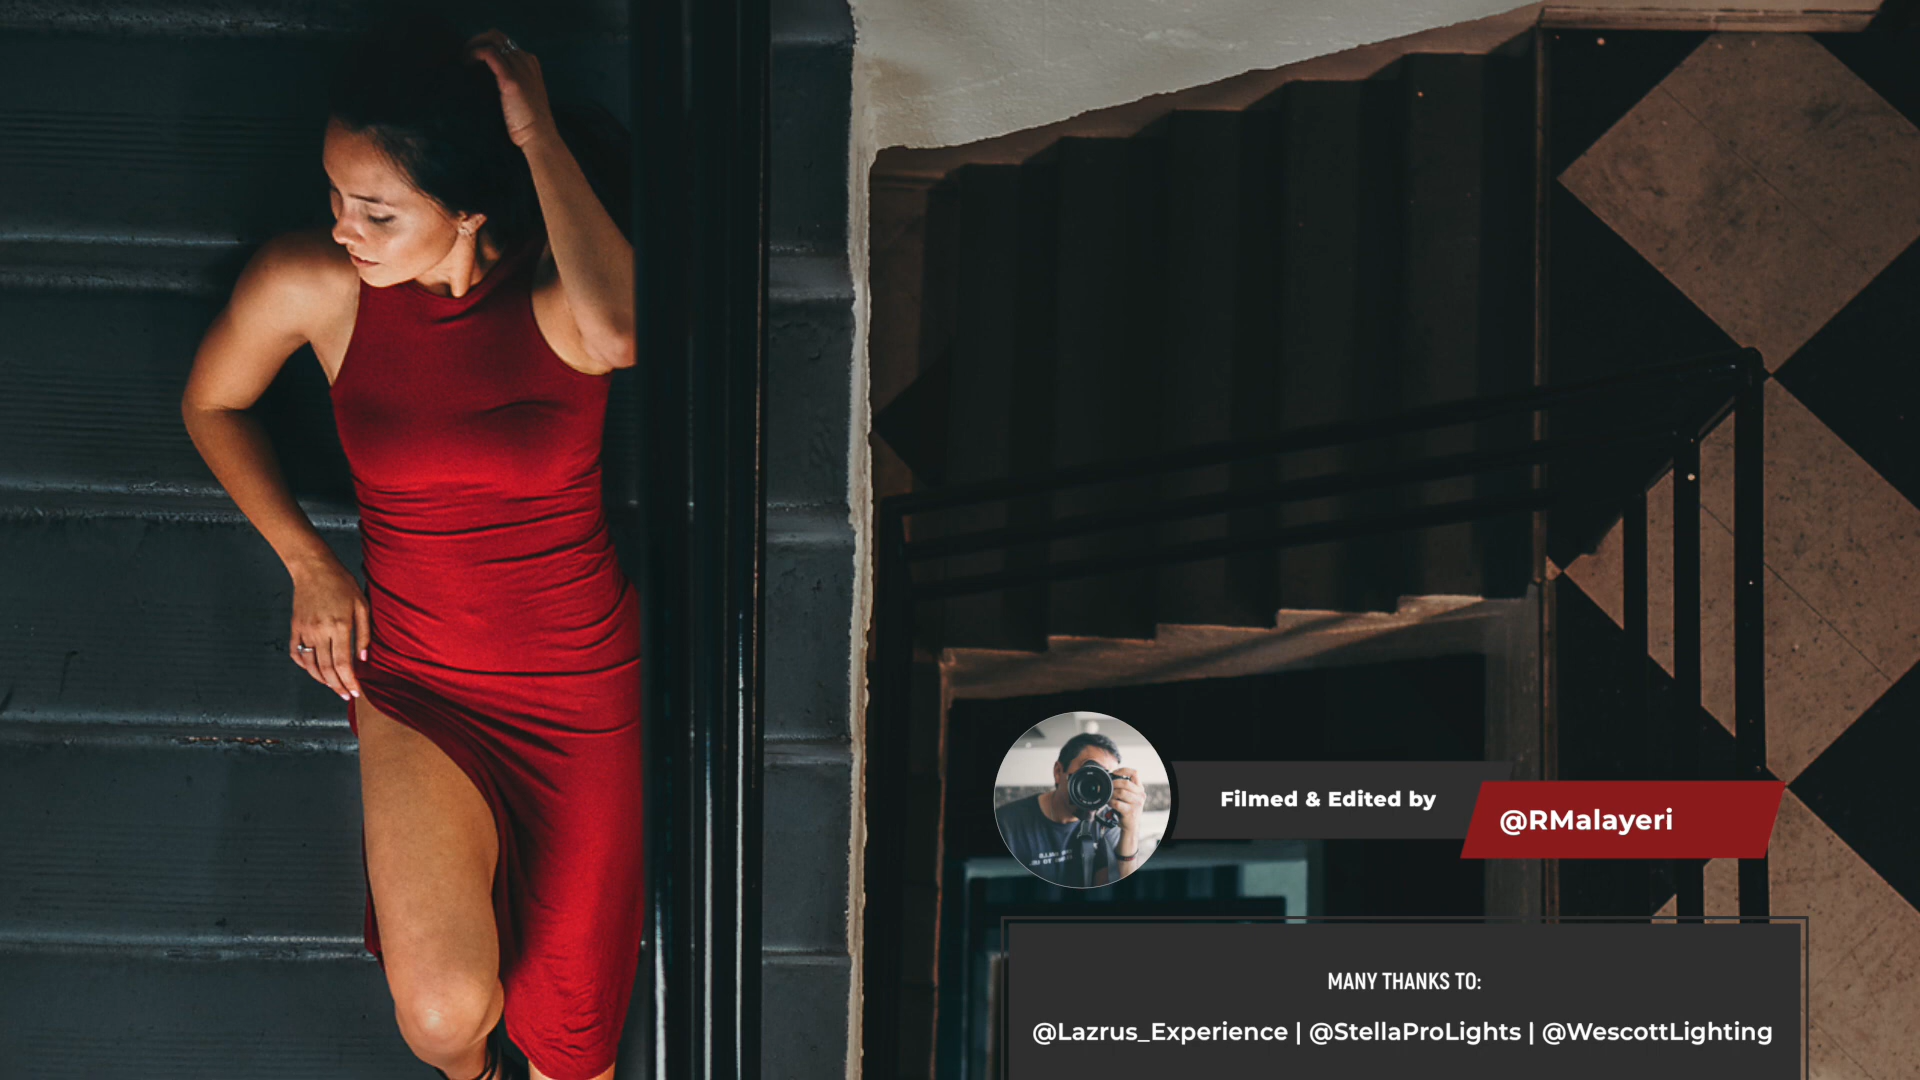 Filmed & Edited by
@RMalayeri
MANY THANKS TO:
@Lazrus_Experience | @StellaProLights | @WescottLighting